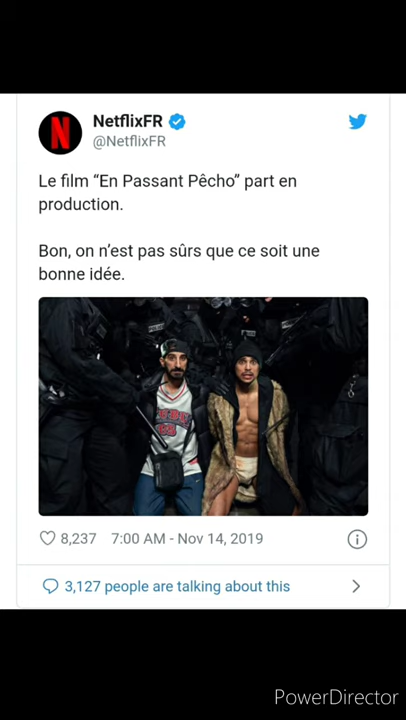 NetflixFR
@NetflixFR
Le film “En Passant Pêcho” part en
production.
Bon, on n’est pas sûrs que ce soit une
bonne idée.
8,237 7:00 AM - Nov 14, 2019
3,127 people are talking about this
PowerDirector